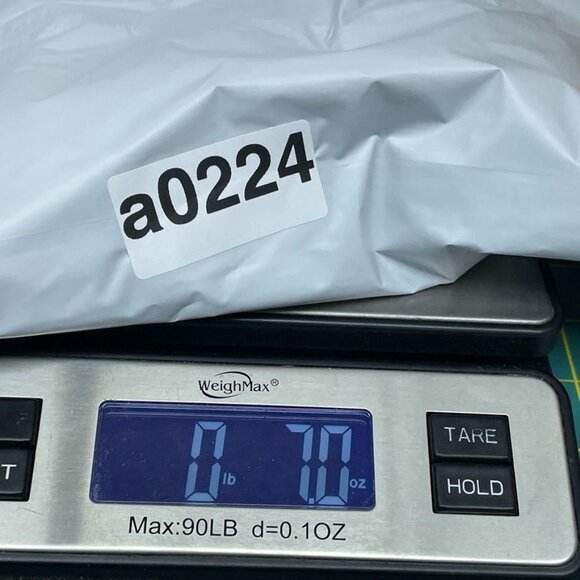 a0224
WeighMax®
0 lb 7.0 oz
TARE
T
HOLD
Max:90LB d=0.1OZ